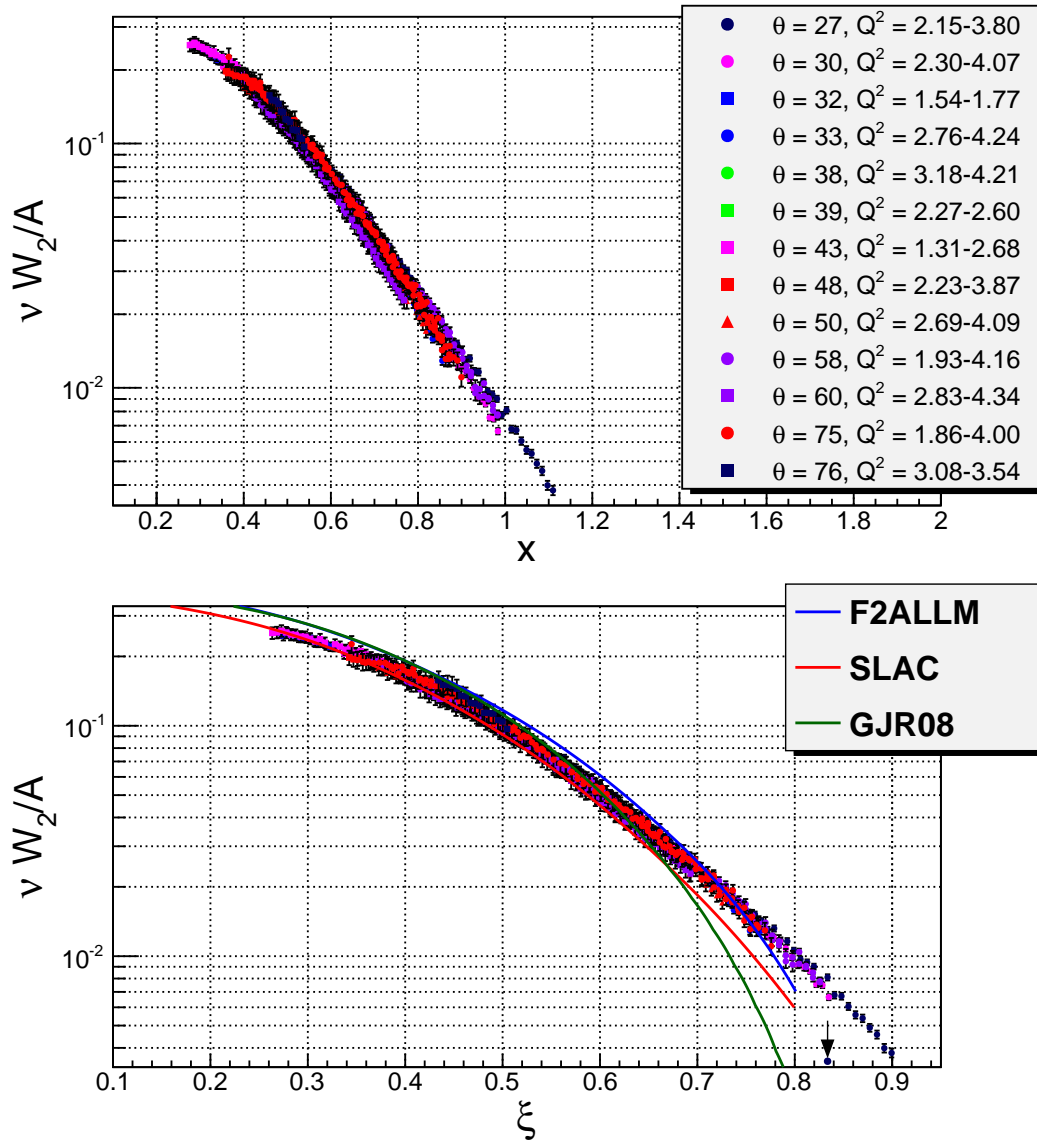 ν W₂/A
10⁻¹
10⁻²
0.2 0.4 0.6 0.8 1 1.2 1.4 1.6 1.8 2
x
θ = 27, Q² = 2.15-3.80
θ = 30, Q² = 2.30-4.07
θ = 32, Q² = 1.54-1.77
θ = 33, Q² = 2.76-4.24
θ = 38, Q² = 3.18-4.21
θ = 39, Q² = 2.27-2.60
θ = 43, Q² = 1.31-2.68
θ = 48, Q² = 2.23-3.87
θ = 50, Q² = 2.69-4.09
θ = 58, Q² = 1.93-4.16
θ = 60, Q² = 2.83-4.34
θ = 75, Q² = 1.86-4.00
θ = 76, Q² = 3.08-3.54
ν W₂/A
10⁻¹
10⁻²
0.1 0.2 0.3 0.4 0.5 0.6 0.7 0.8 0.9
ξ
F2ALLM
SLAC
GJR08